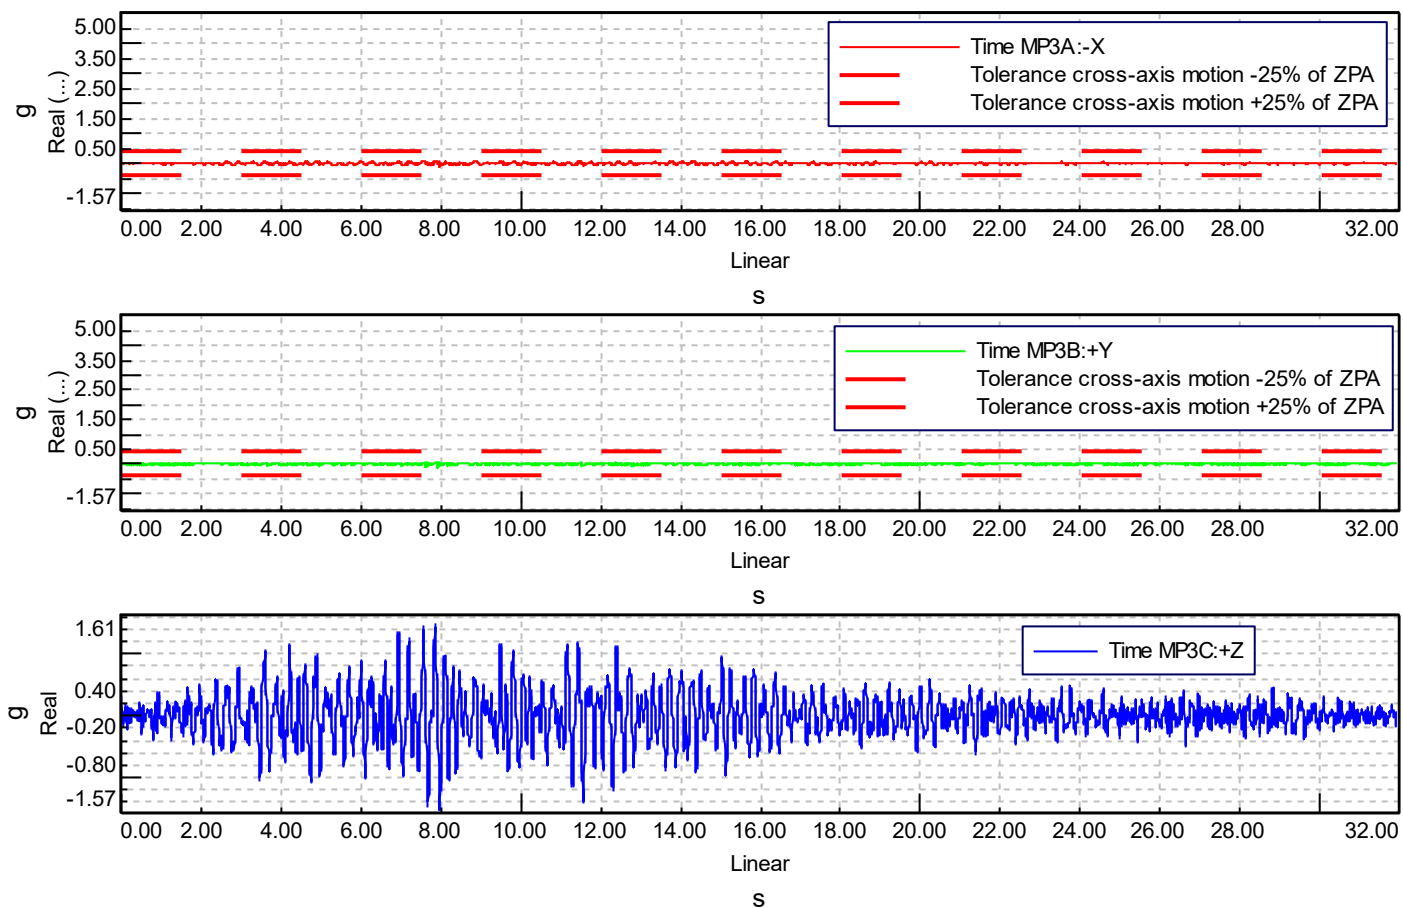 Time MP3A:-X
Tolerance cross-axis motion -25% of ZPA
Tolerance cross-axis motion +25% of ZPA
5.00
3.50
2.50
1.50
0.50
-1.57
g
Real (...)
0.00 2.00 4.00 6.00 8.00 10.00 12.00 14.00 16.00 18.00 20.00 22.00 24.00 26.00 28.00 32.00
Linear
s
Time MP3B:+Y
Tolerance cross-axis motion -25% of ZPA
Tolerance cross-axis motion +25% of ZPA
5.00
3.50
2.50
1.50
0.50
-1.57
g
Real (...)
0.00 2.00 4.00 6.00 8.00 10.00 12.00 14.00 16.00 18.00 20.00 22.00 24.00 26.00 28.00 32.00
Linear
s
Time MP3C:+Z
1.61
0.40
-0.20
-0.80
-1.57
g
Real
0.00 2.00 4.00 6.00 8.00 10.00 12.00 14.00 16.00 18.00 20.00 22.00 24.00 26.00 28.00 32.00
Linear
s